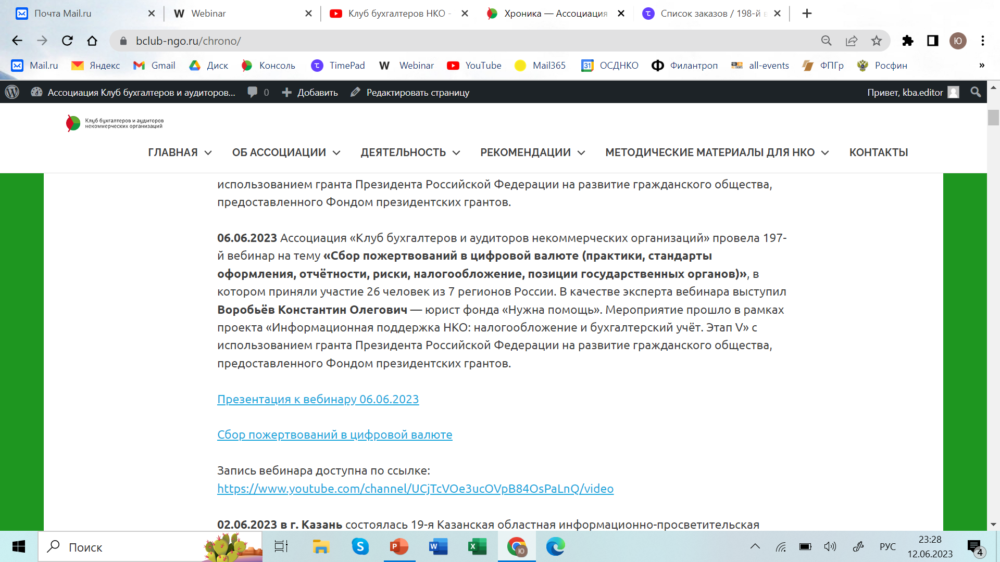 Почта Mail.ru
Webinar
Клуб бухгалтеров НКО -
Хроника — Ассоциация
Список заказов / 198-й в
bclub-ngo.ru/chrono/
Ю
Mail.ru
Яндекс
Gmail
Диск
Консоль
TimePad
Webinar
YouTube
Mail365
31
ОСДНКО
Филантроп
all-events
ФПГр
Росфин
»
Ассоциация Клуб бухгалтеров и аудиторов...
0
Добавить
Редактировать страницу
Привет, kba.editor
Клуб бухгалтеров и аудиторов
некоммерческих организаций
ГЛАВНАЯ
ОБ АССОЦИАЦИИ
ДЕЯТЕЛЬНОСТЬ
РЕКОМЕНДАЦИИ
МЕТОДИЧЕСКИЕ МАТЕРИАЛЫ ДЛЯ НКО
КОНТАКТЫ
использованием гранта Президента Российской Федерации на развитие гражданского общества,
предоставленного Фондом президентских грантов.
06.06.2023 Ассоциация «Клуб бухгалтеров и аудиторов некоммерческих организаций» провела 197-
й вебинар на тему «Сбор пожертвований в цифровой валюте (практики, стандарты
оформления, отчётности, риски, налогообложение, позиции государственных органов)», в
котором приняли участие 26 человек из 7 регионов России. В качестве эксперта вебинара выступил
Воробьёв Константин Олегович — юрист фонда «Нужна помощь». Мероприятие прошло в рамках
проекта «Информационная поддержка НКО: налогообложение и бухгалтерский учёт. Этап V» с
использованием гранта Президента Российской Федерации на развитие гражданского общества,
предоставленного Фондом президентских грантов.
Презентация к вебинару 06.06.2023
Сбор пожертвований в цифровой валюте
Запись вебинара доступна по ссылке:
https://www.youtube.com/channel/UCjTcVOe3ucOVpB84OsPaLnQ/video
02.06.2023 в г. Казань состоялась 19-я Казанская областная информационно-просветительская
Поиск
РУС
23:28
12.06.2023
4